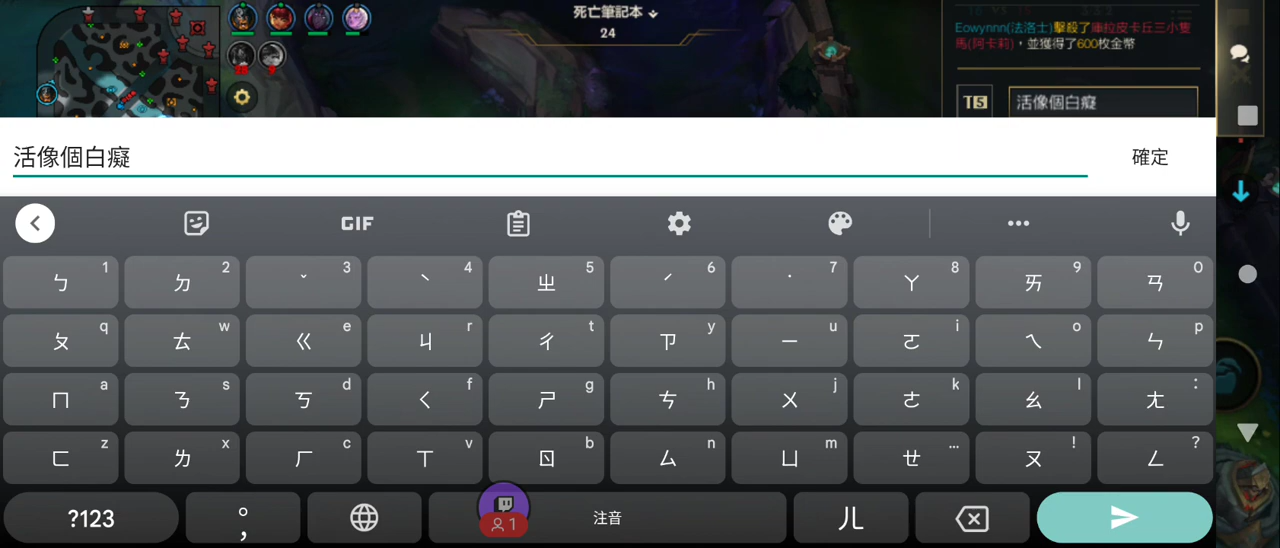 死亡筆記本
24
Eowynnn(法洛士)擊殺了庫拉皮卡丘三小隻
馬(阿卡莉)，並獲得了600枚金幣
T5
活像個白癡
活像個白癡
確定
GIF
ㄅ 1 ㄉ 2 ˇ 3 ˋ 4 ㄓ 5 ˊ 6 ˙ 7 ㄚ 8 ㄞ 9 ㄢ 0
ㄆ q ㄊ w ㄍ e ㄐ r ㄔ t ㄗ y ㄧ u ㄛ i ㄟ o ㄣ p
ㄇ a ㄋ s ㄎ d ㄑ f ㄕ g ㄘ h ㄨ j ㄜ k ㄠ l ㄤ :
ㄈ z ㄌ x ㄏ c ㄒ v ㄖ b ㄙ n ㄩ m ㄝ … ㄡ ! ㄥ ?
?123 °, 1 注音 ㄦ